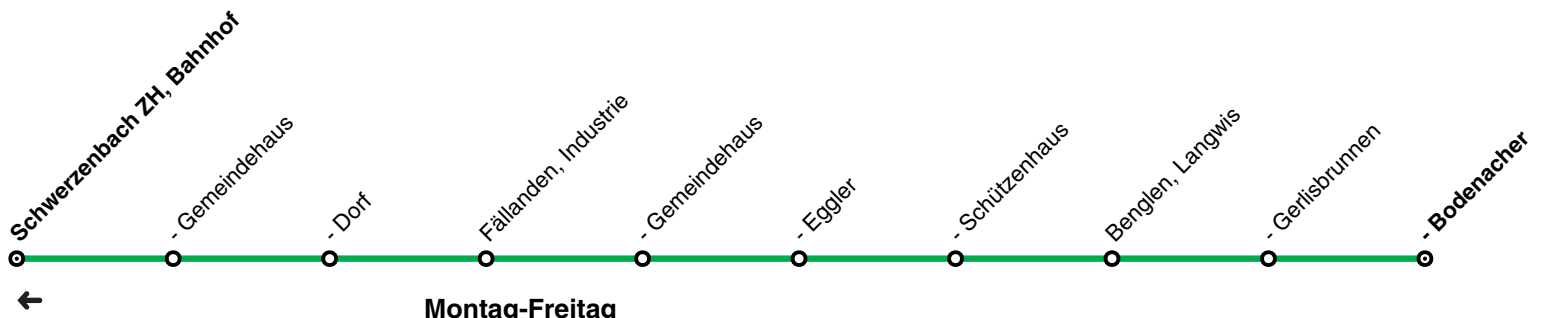 Schwerzenbach ZH, Bahnhof
- Gemeindehaus
- Dorf
Fällanden, Industrie
- Gemeindehaus
- Eggler
- Schützenhaus
Benglen, Langwis
- Gerlisbrunnen
- Bodenacher
Montag-Freitag